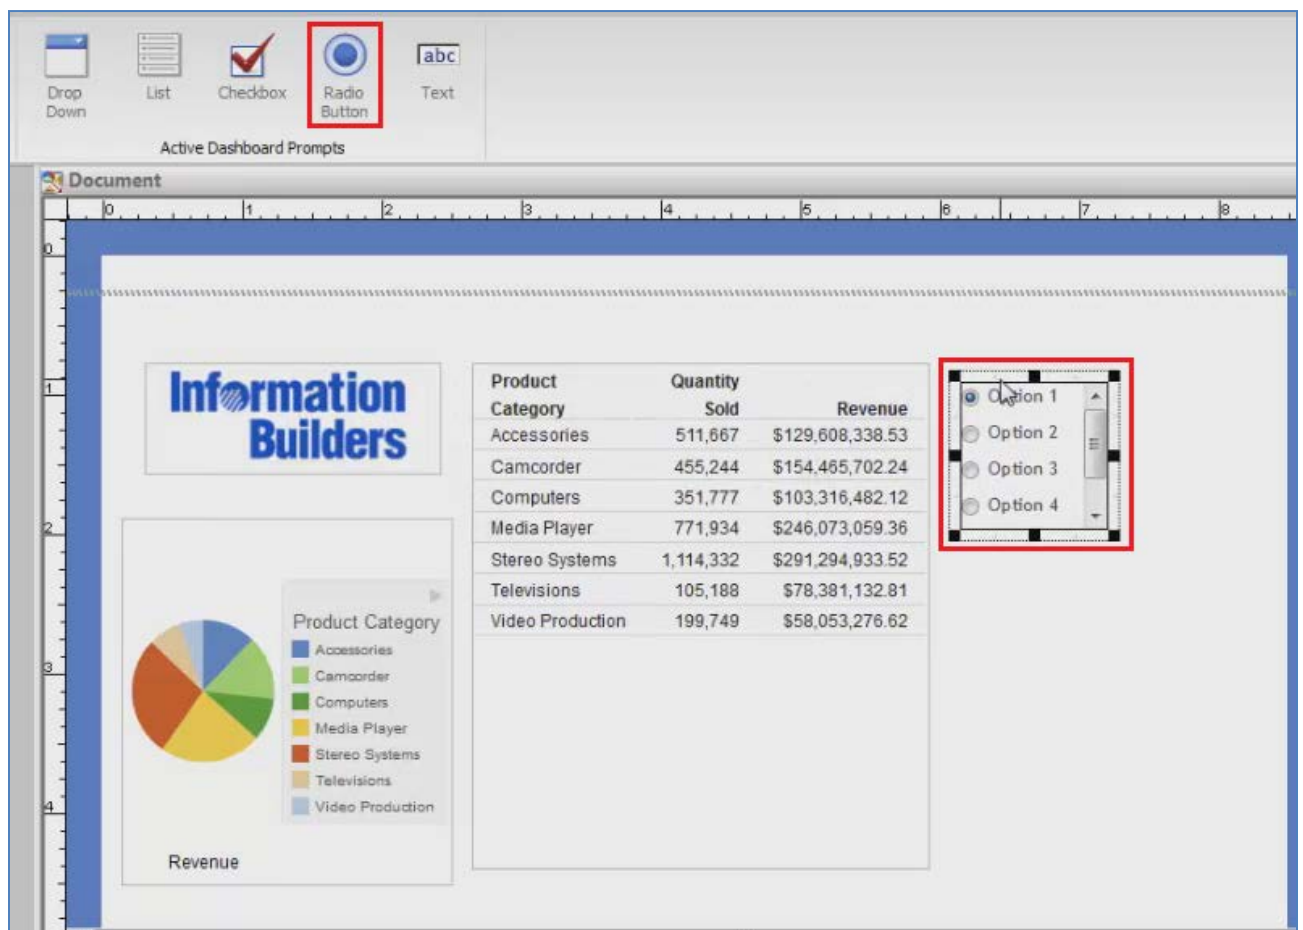 Drop Down
List
Checkbox
Radio Button
abc
Text
Active Dashboard Prompts
Document
0 1 2 3 4 5 6 7 8
0
1
2
3
4
Information
Builders
Product Category
Quantity Sold
Revenue
Accessories 511,667 $129,608,338.53
Camcorder 455,244 $154,465,702.24
Computers 351,777 $103,316,482.12
Media Player 771,934 $246,073,059.36
Stereo Systems 1,114,332 $291,294,933.52
Televisions 105,188 $78,381,132.81
Video Production 199,749 $58,053,276.62
Option 1
Option 2
Option 3
Option 4
Product Category
Accessories
Camcorder
Computers
Media Player
Stereo Systems
Televisions
Video Production
Revenue